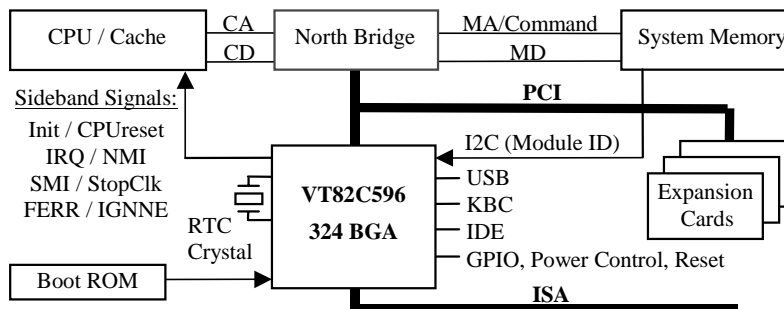 CPU / Cache
CA
CD
North Bridge
MA/Command
MD
System Memory
Sideband Signals:
Init / CPUreset
IRQ / NMI
SMI / StopClk
FERR / IGNNE
PCI
I2C (Module ID)
RTC
Crystal
VT82C596
324 BGA
USB
KBC
IDE
GPIO, Power Control, Reset
Expansion
Cards
Boot ROM
ISA